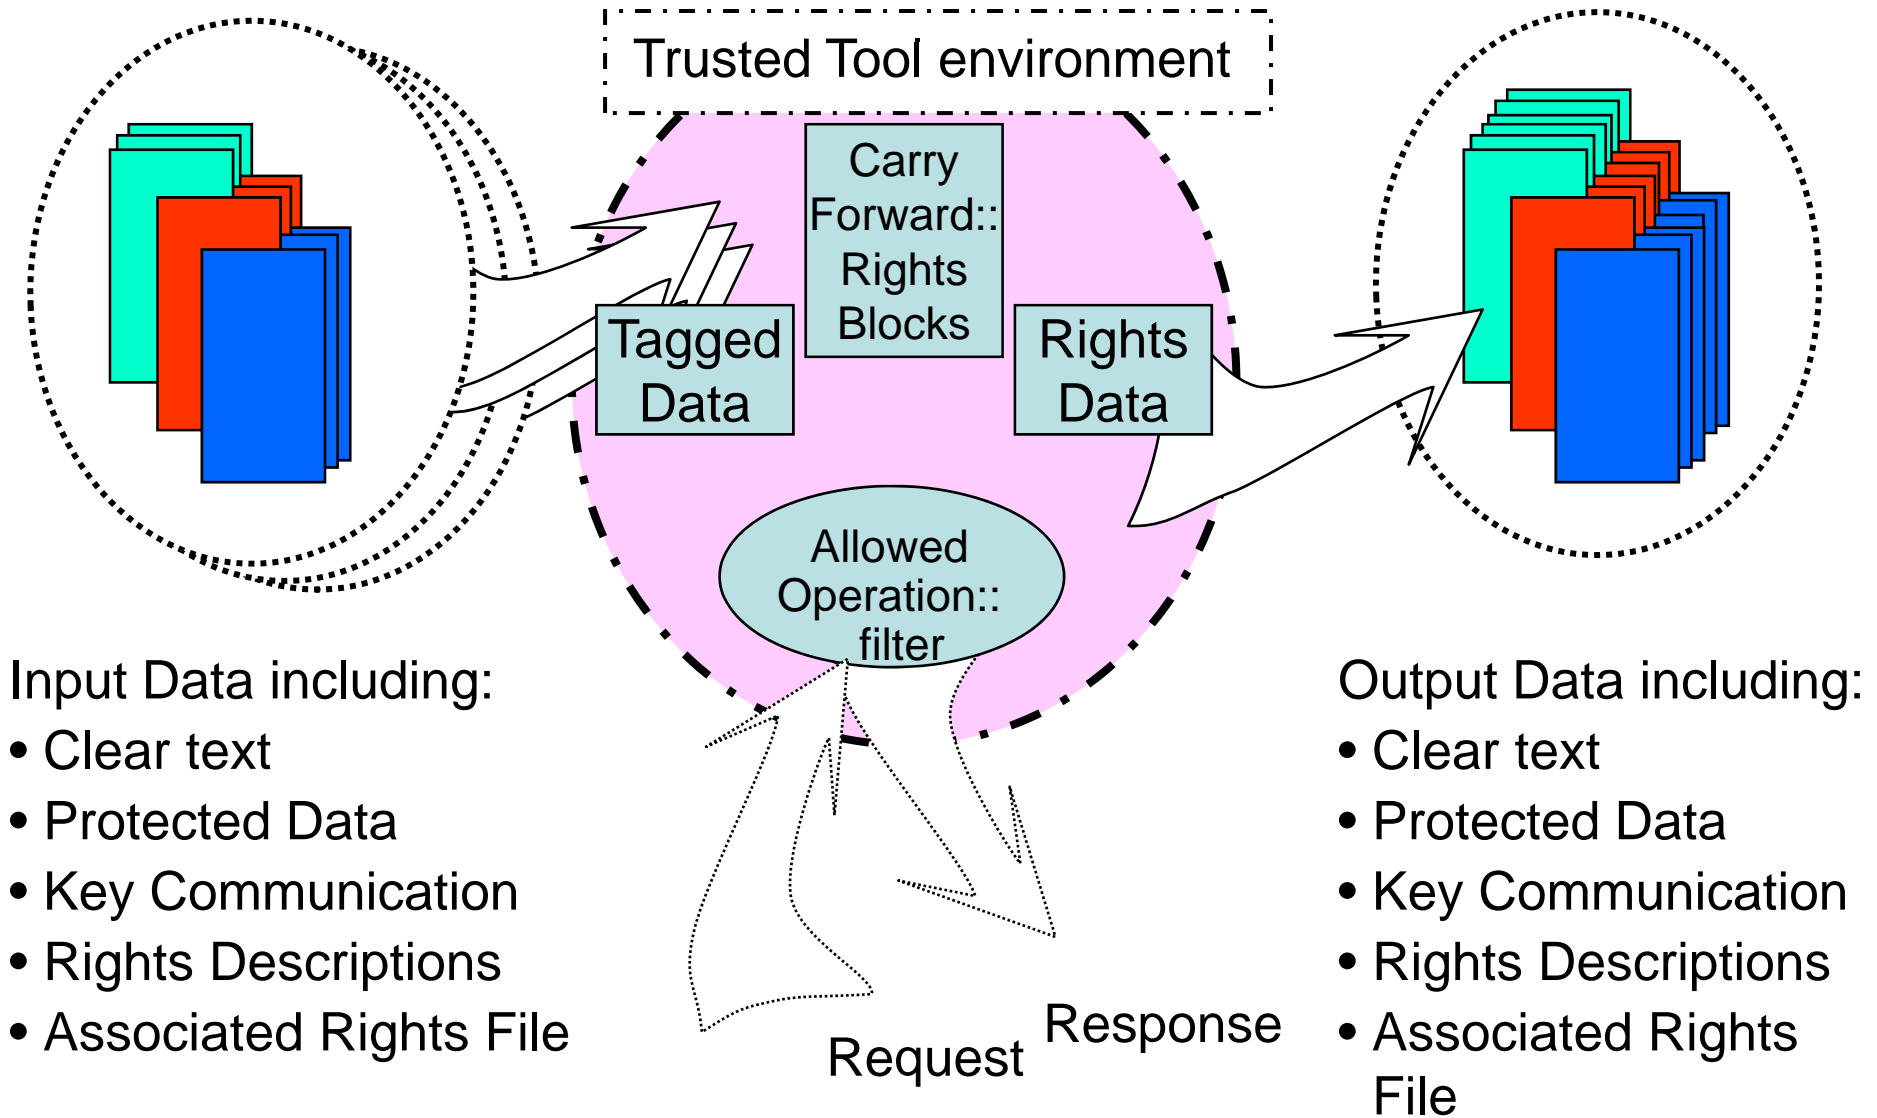 Trusted Tool environment
Carry
Forward::
Rights
Blocks
Tagged
Data
Rights
Data
Allowed
Operation::
filter
Input Data including:
• Clear text
• Protected Data
• Key Communication
• Rights Descriptions
• Associated Rights File
Request
Response
Output Data including:
• Clear text
• Protected Data
• Key Communication
• Rights Descriptions
• Associated Rights
File